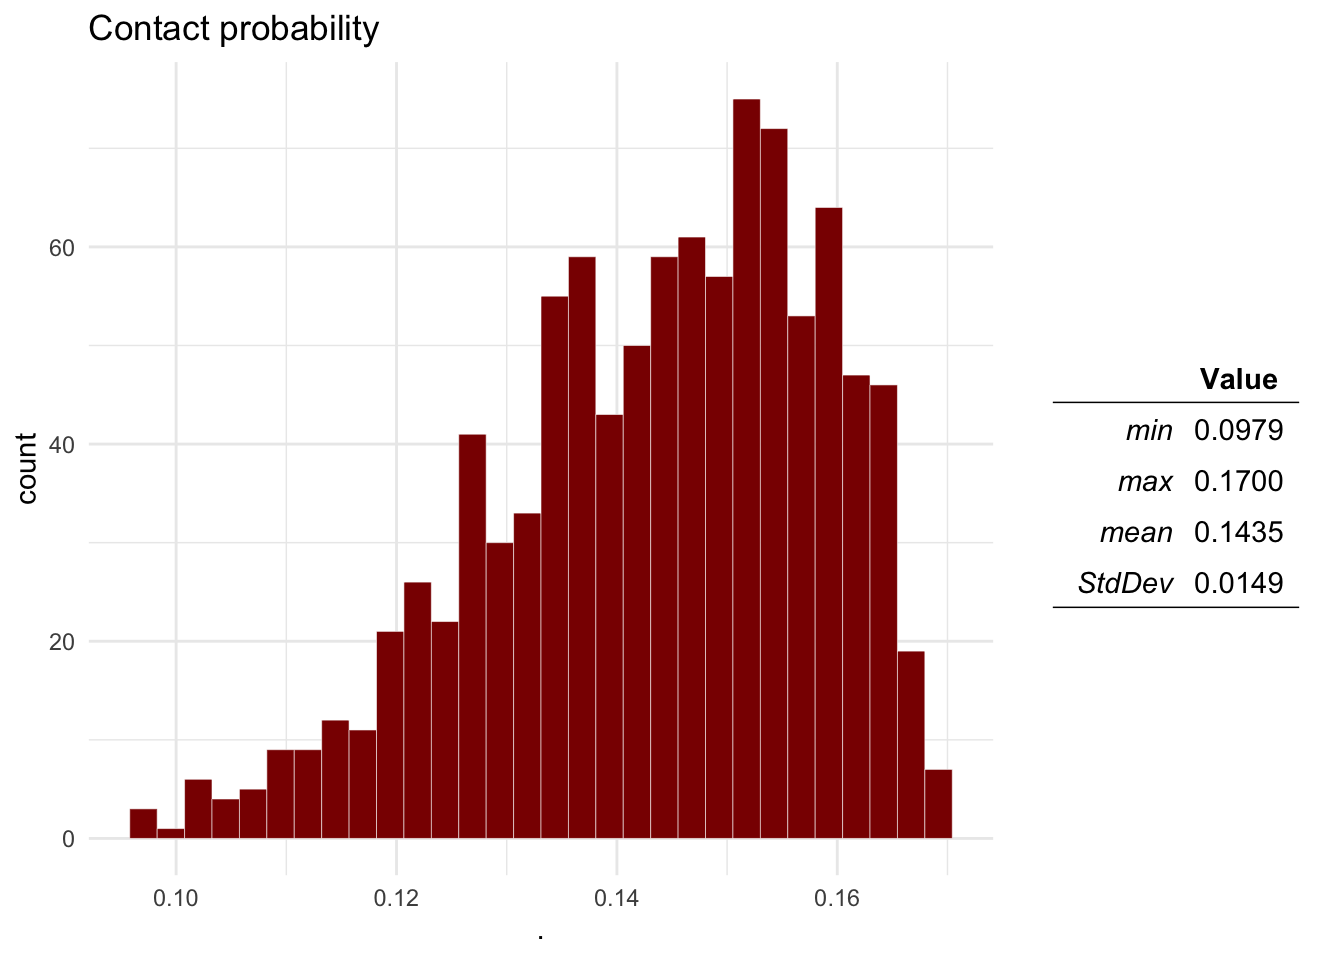 Contact probability
count
60
40
20
0
0.10 0.12 0.14 0.16
.
Value
min 0.0979
max 0.1700
mean 0.1435
StdDev 0.0149